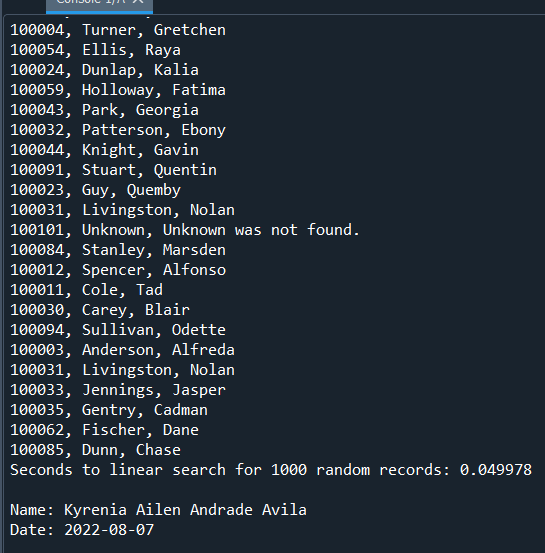 Console 1/A
100004, Turner, Gretchen
100054, Ellis, Raya
100024, Dunlap, Kalia
100059, Holloway, Fatima
100043, Park, Georgia
100032, Patterson, Ebony
100044, Knight, Gavin
100091, Stuart, Quentin
100023, Guy, Quemby
100031, Livingston, Nolan
100101, Unknown, Unknown was not found.
100084, Stanley, Marsden
100012, Spencer, Alfonso
100011, Cole, Tad
100030, Carey, Blair
100094, Sullivan, Odette
100003, Anderson, Alfreda
100031, Livingston, Nolan
100033, Jennings, Jasper
100035, Gentry, Cadman
100062, Fischer, Dane
100085, Dunn, Chase
Seconds to linear search for 1000 random records: 0.049978
Name: Kyrenia Ailen Andrade Avila
Date: 2022-08-07